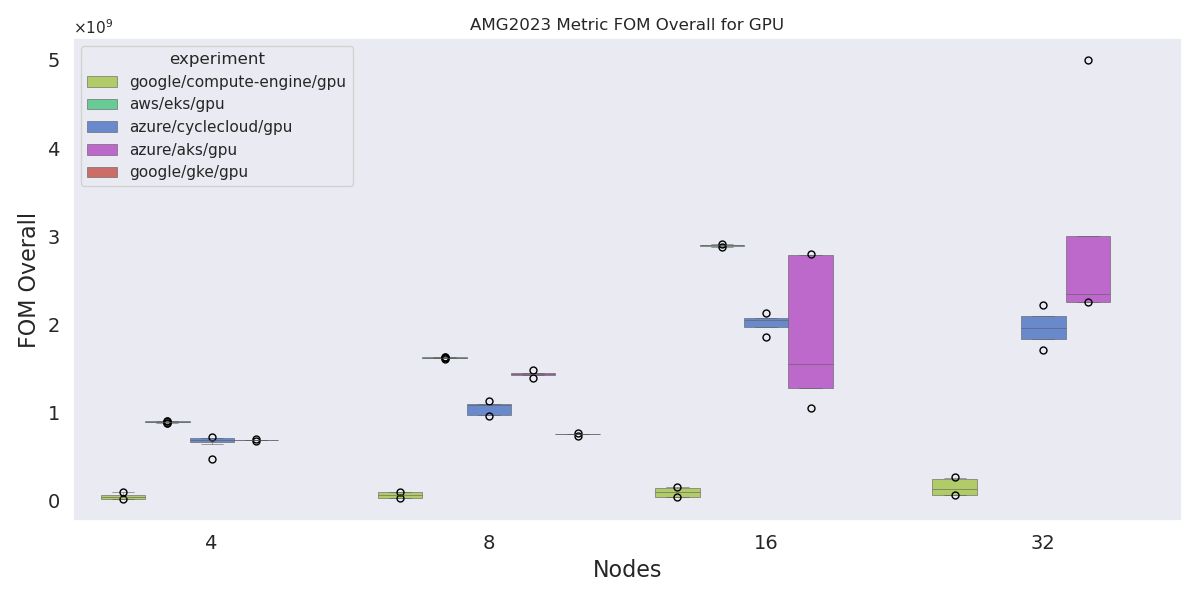 AMG2023 Metric FOM Overall for GPU
×10⁹
experiment
google/compute-engine/gpu
aws/eks/gpu
azure/cyclecloud/gpu
azure/aks/gpu
google/gke/gpu
5
4
3
2
1
0
FOM Overall
4 8 16 32
Nodes